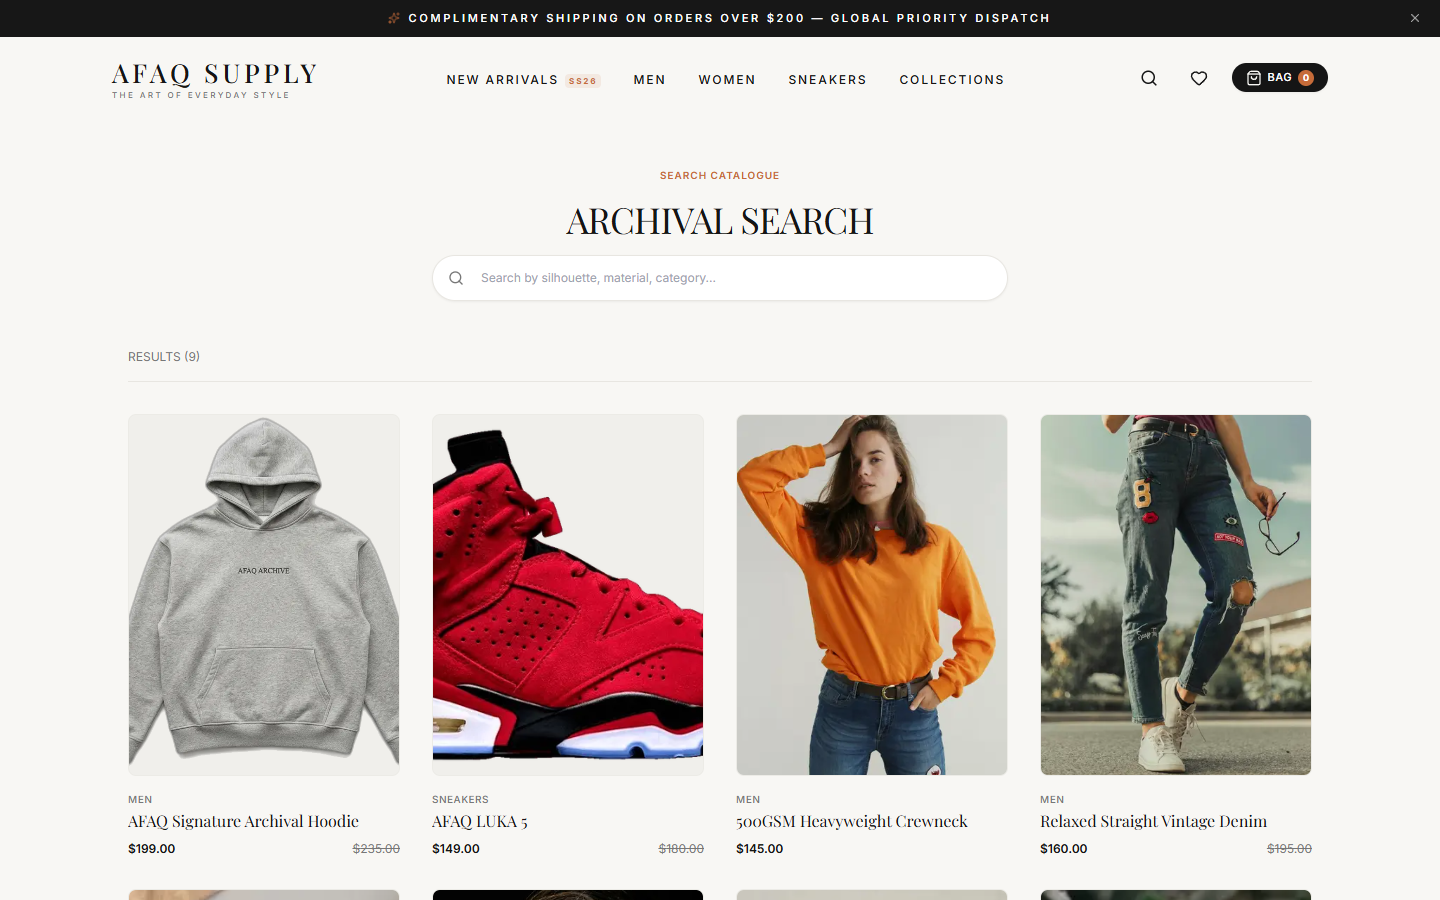 COMPLIMENTARY SHIPPING ON ORDERS OVER $200 — GLOBAL PRIORITY DISPATCH
AFAQ SUPPLY
THE ART OF EVERYDAY STYLE
NEW ARRIVALS SS26
MEN
WOMEN
SNEAKERS
COLLECTIONS
BAG 0
SEARCH CATALOGUE
ARCHIVAL SEARCH
Search by silhouette, material, category...
RESULTS (9)
AFAQ ARCHIVE
8
MEN
AFAQ Signature Archival Hoodie
$199.00 $235.00
SNEAKERS
AFAQ LUKA 5
$149.00 $180.00
MEN
500GSM Heavyweight Crewneck
$145.00
MEN
Relaxed Straight Vintage Denim
$160.00 $195.00